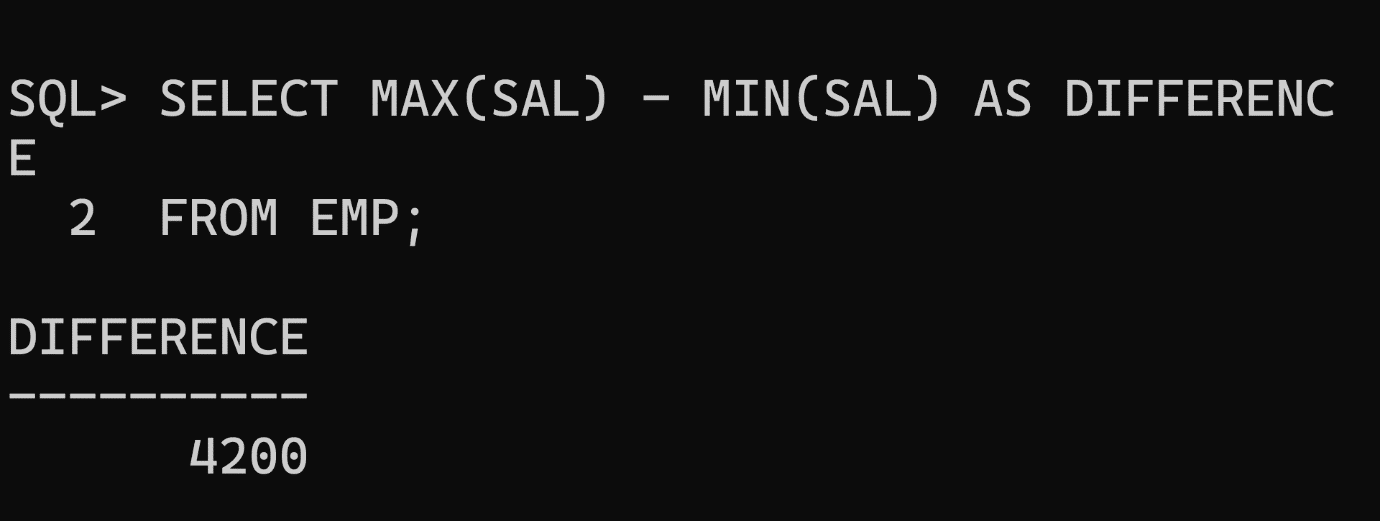 SQL> SELECT MAX(SAL) - MIN(SAL) AS DIFFERENC
E
  2  FROM EMP;
DIFFERENCE
----------
      4200